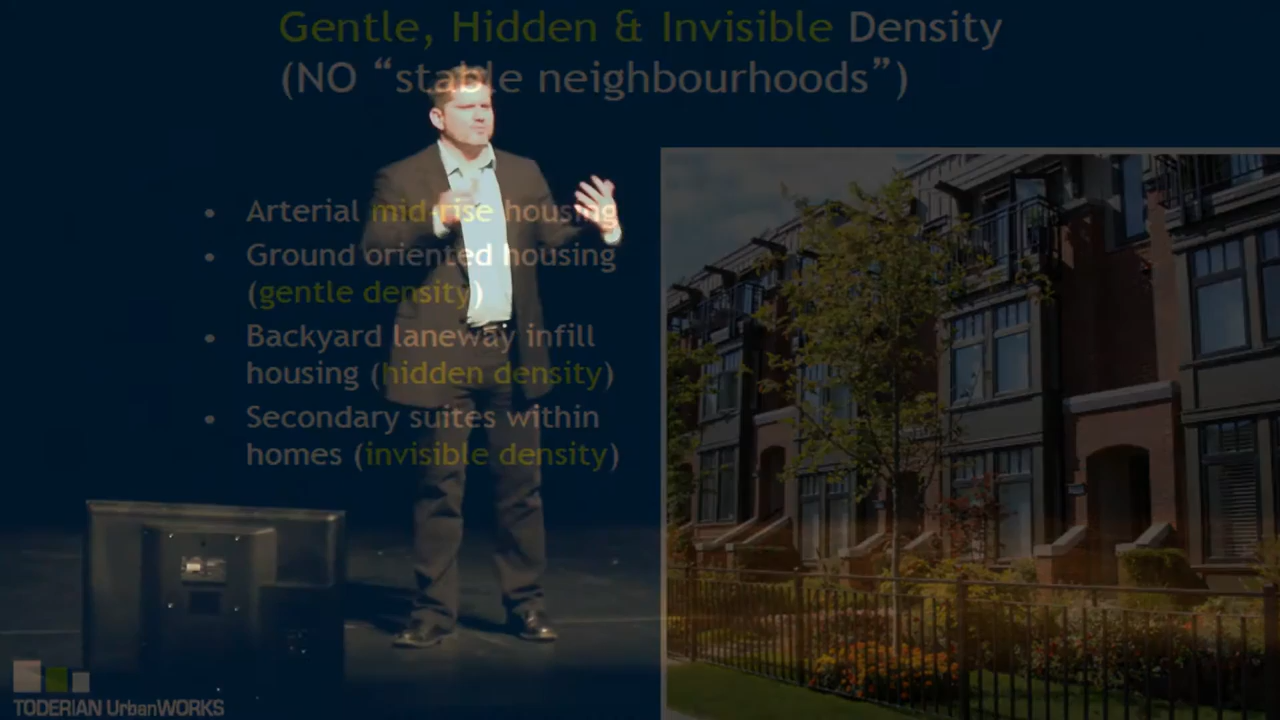 Gentle, Hidden & Invisible Density
(NO “stable neighbourhoods”)
• Arterial mid-rise housing
• Ground oriented housing
(gentle density)
• Backyard laneway infill
housing (hidden density)
• Secondary suites within
homes (invisible density)
TODERIAN UrbanWORKS